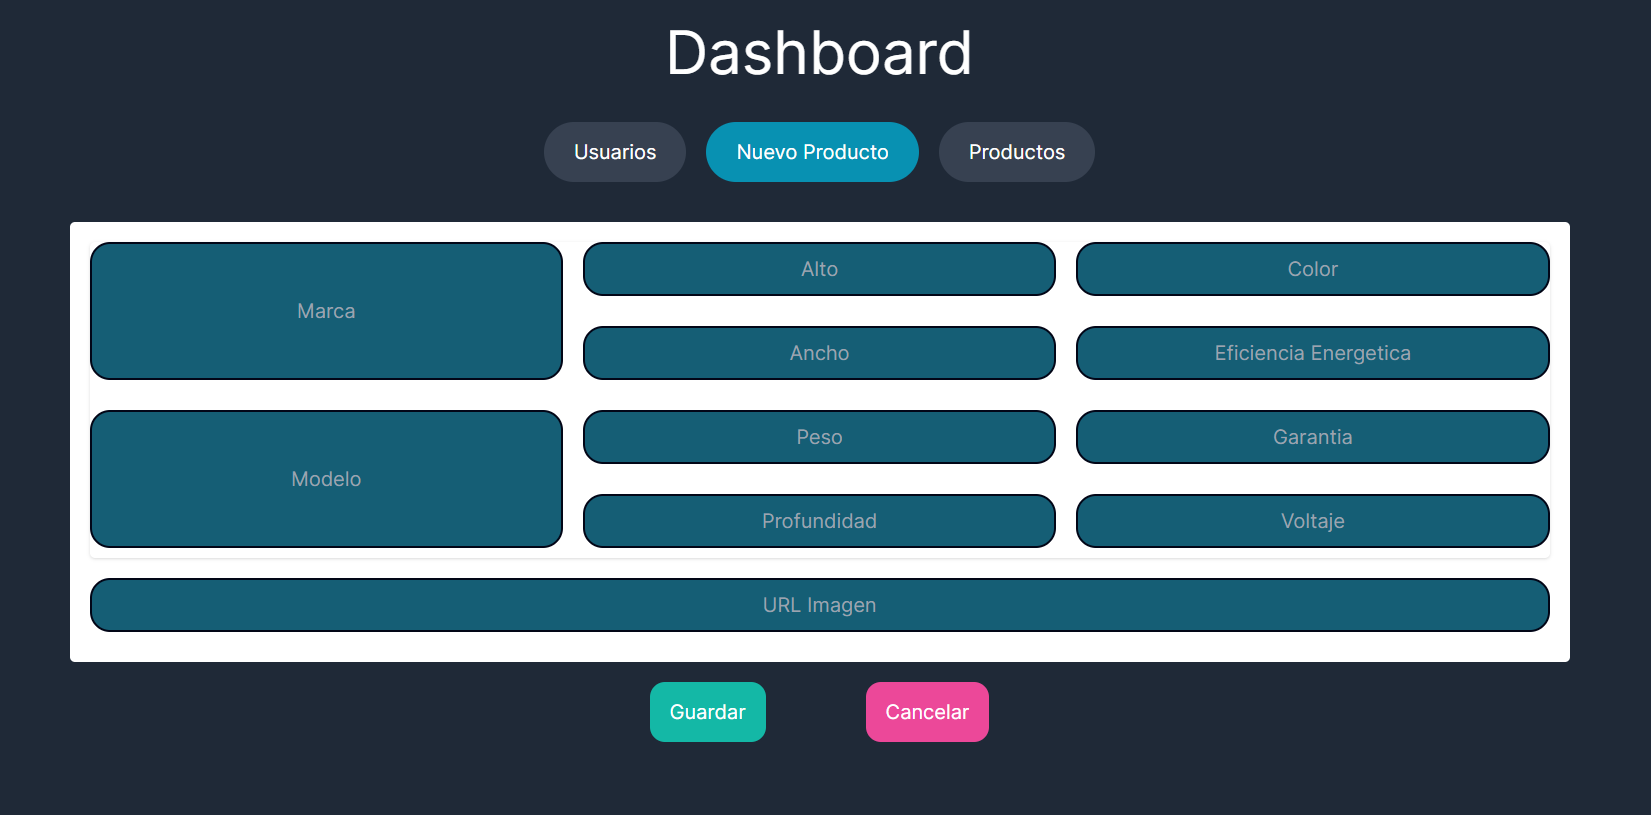 Dashboard
Usuarios
Nuevo Producto
Productos
Marca
Alto
Color
Ancho
Eficiencia Energetica
Modelo
Peso
Garantia
Profundidad
Voltaje
URL Imagen
Guardar
Cancelar